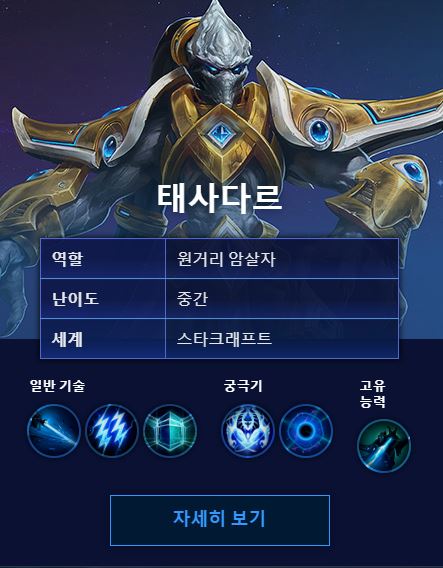 태사다르
역할 원거리 암살자
난이도 중간
세계 스타크래프트
일반 기술 궁극기 고유
능력
자세히 보기